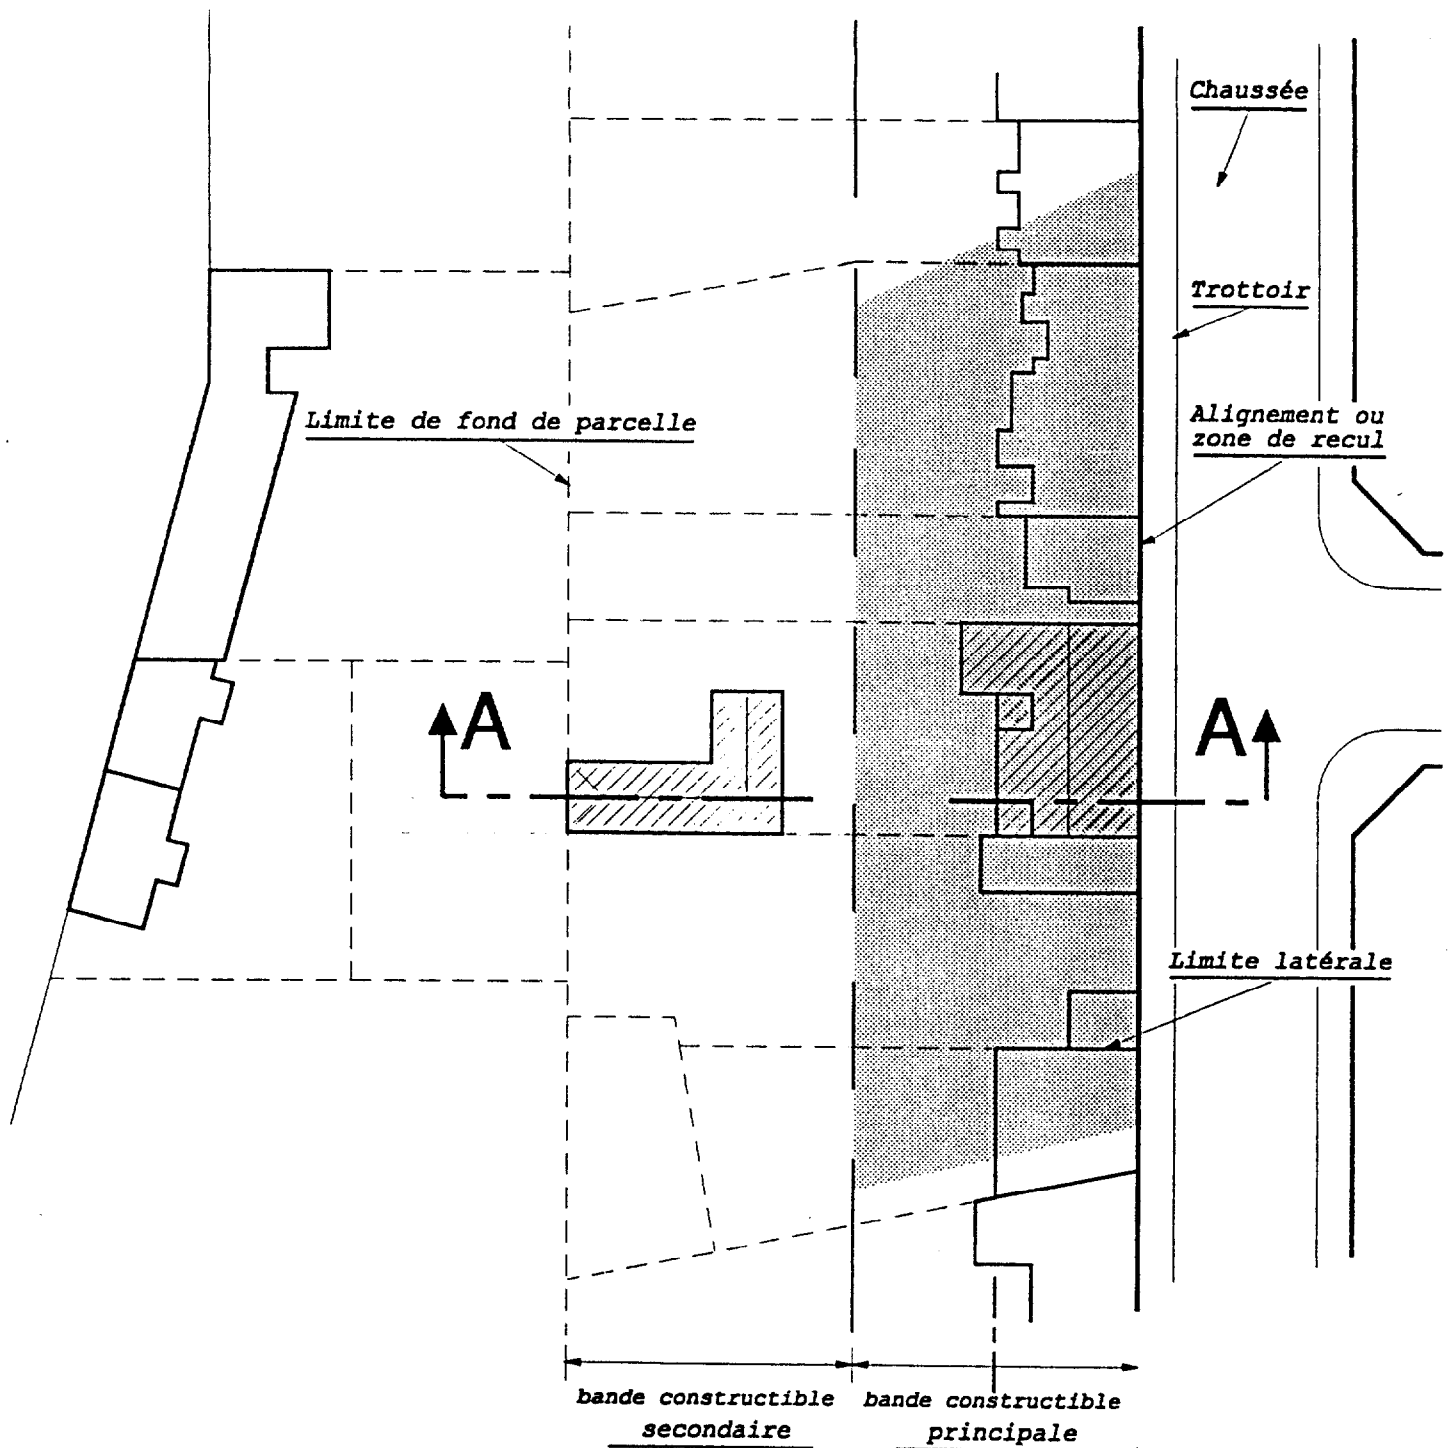 Chaussée
Trottoir
Limite de fond de parcelle
Alignement ou
zone de recul
A
A
Limite latérale
bande constructible
secondaire
bande constructible
principale